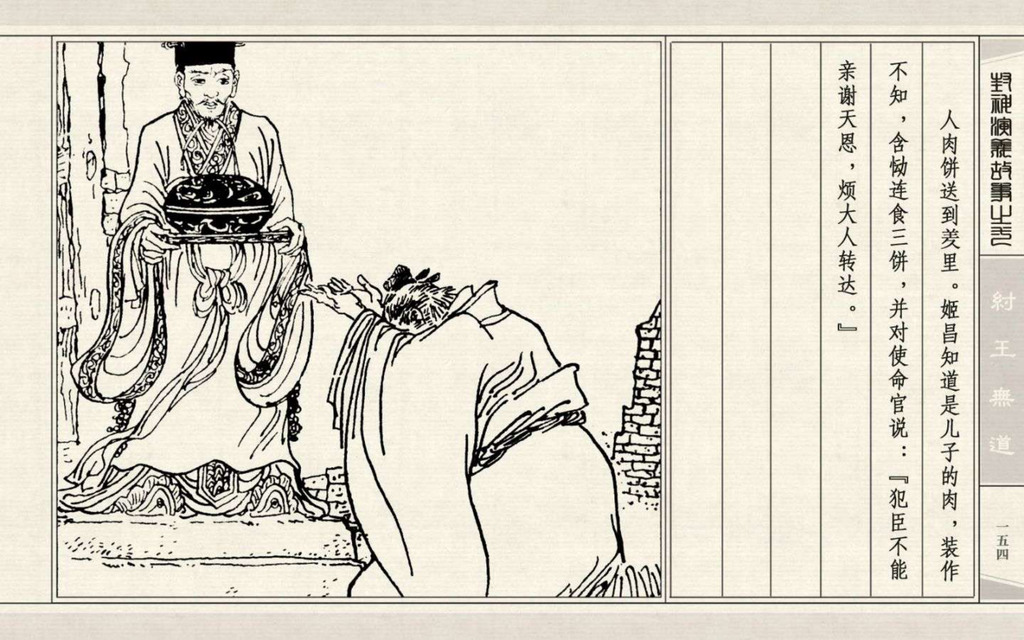 封神演义故事之六
紂王無道
一五四
人肉饼送到羑里。姬昌知道是儿子的肉，装作
不知，含恸连食三饼，并对使命官说：『犯臣不能
亲谢天恩，烦大人转达。』